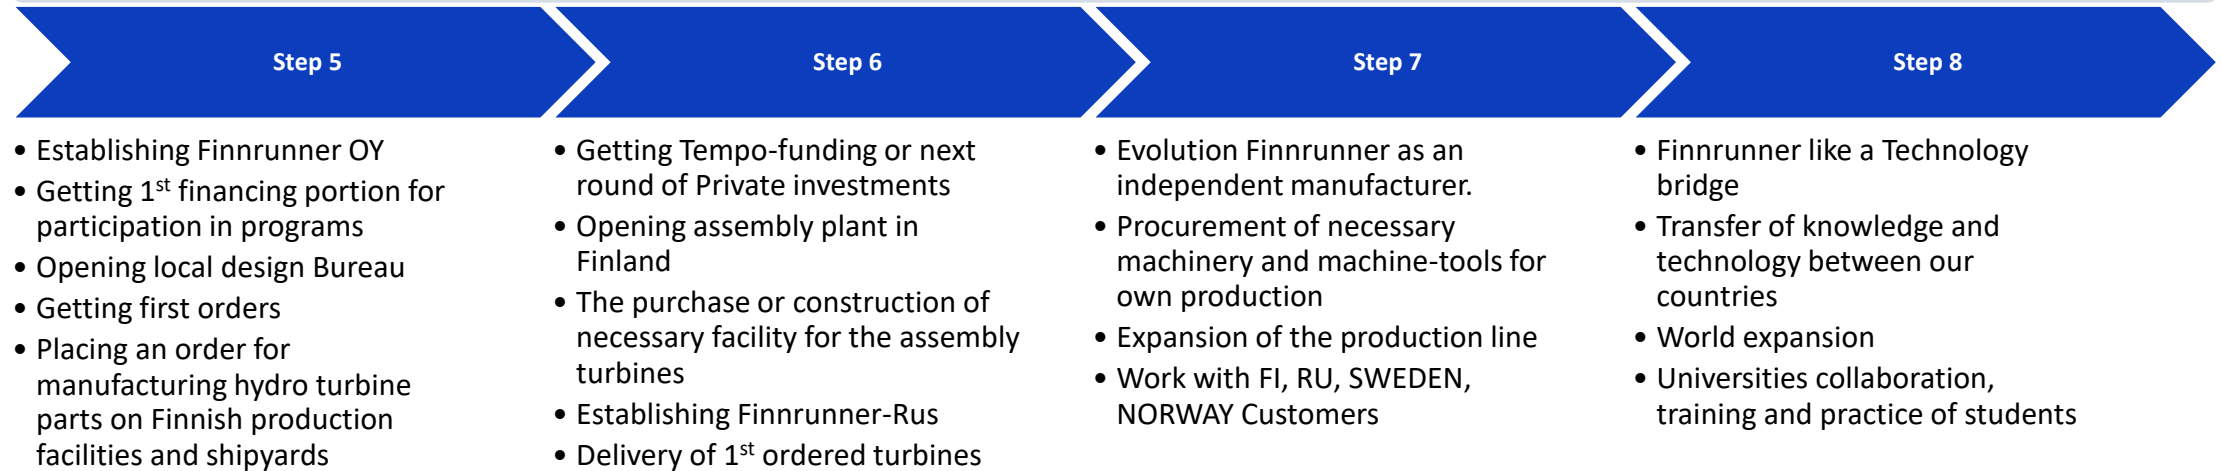 Step 5
• Establishing Finnrunner OY
• Getting 1st financing portion for
participation in programs
• Opening local design Bureau
• Getting first orders
• Placing an order for
manufacturing hydro turbine
parts on Finnish production
facilities and shipyards
Step 6
• Getting Tempo-funding or next
round of Private investments
• Opening assembly plant in
Finland
• The purchase or construction of
necessary facility for the assembly
turbines
• Establishing Finnrunner-Rus
• Delivery of 1st ordered turbines
Step 7
• Evolution Finnrunner as an
independent manufacturer.
• Procurement of necessary
machinery and machine-tools for
own production
• Expansion of the production line
• Work with FI, RU, SWEDEN,
NORWAY Customers
Step 8
• Finnrunner like a Technology
bridge
• Transfer of knowledge and
technology between our
countries
• World expansion
• Universities collaboration,
training and practice of students